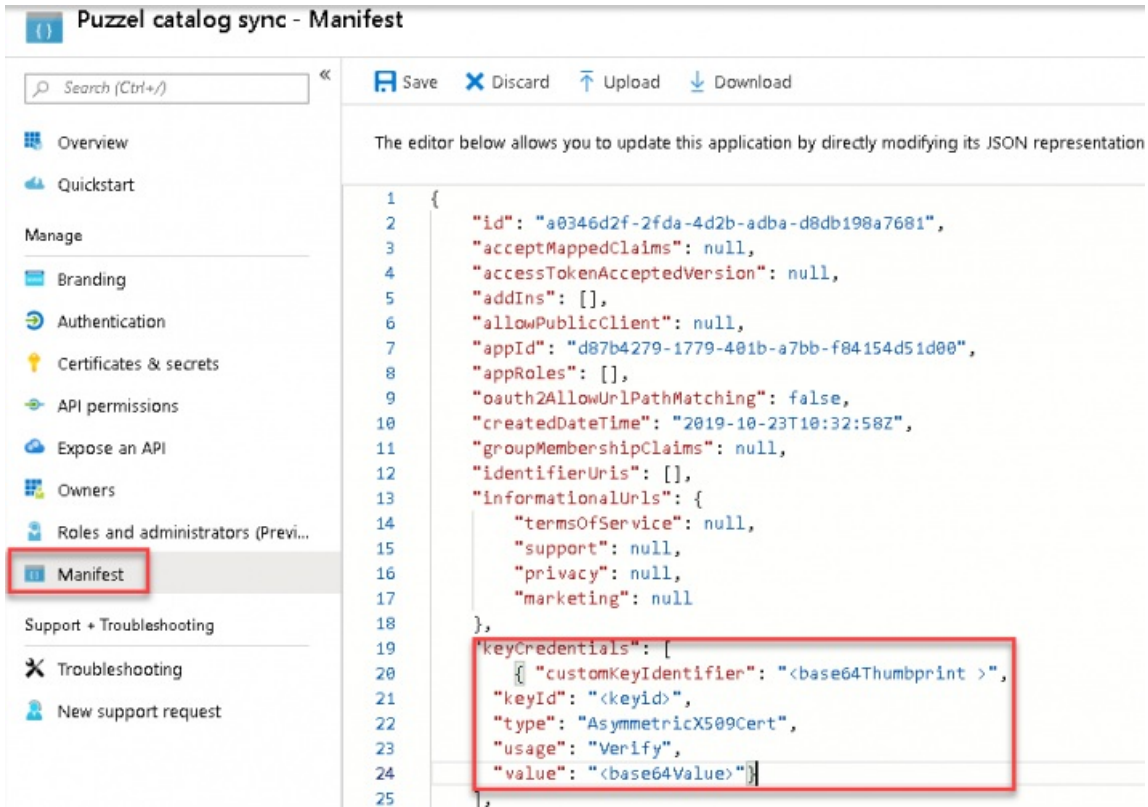 Puzzel catalog sync - Manifest
Search (Ctrl+/)
«
Overview
Quickstart
Manage
Branding
Authentication
Certificates & secrets
API permissions
Expose an API
Owners
Roles and administrators (Previ...
Manifest
Support + Troubleshooting
Troubleshooting
New support request
Save Discard Upload Download
The editor below allows you to update this application by directly modifying its JSON representation
1 {
2 "id": "a0346d2f-2fda-4d2b-adba-d8db198a7681",
3 "acceptMappedClaims": null,
4 "accessTokenAcceptedVersion": null,
5 "addIns": [],
6 "allowPublicClient": null,
7 "appId": "d87b4279-1779-401b-a7bb-f84154d51d00",
8 "appRoles": [],
9 "oauth2AllowUrlPathMatching": false,
10 "createdDateTime": "2019-10-23T10:32:58Z",
11 "groupMembershipClaims": null,
12 "identifierUris": [],
13 "informationalUrls": {
14 "termsOfService": null,
15 "support": null,
16 "privacy": null,
17 "marketing": null
18 },
19 "keyCredentials": [
20 { "customKeyIdentifier": "<base64Thumbprint >",
21 "keyId": "<keyid>",
22 "type": "AsymmetricX509Cert",
23 "usage": "Verify",
24 "value": "<base64Value>"}
25 ],